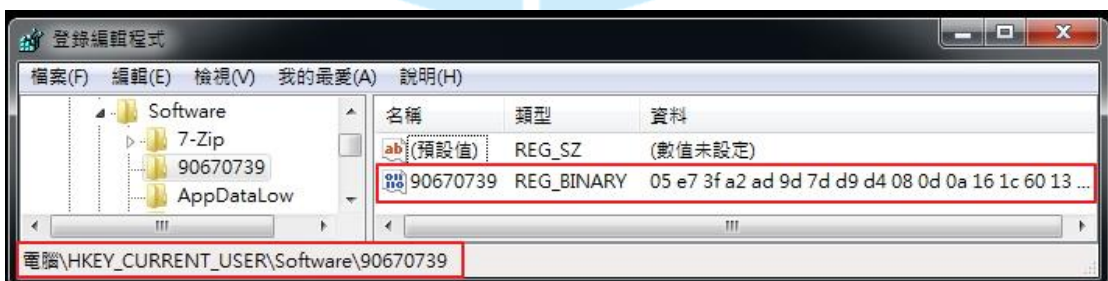 登錄編輯程式
檔案(F) 編輯(E) 檢視(V) 我的最愛(A) 說明(H)
Software
7-Zip
90670739
AppDataLow
名稱 類型 資料
ab (預設值) REG_SZ (數值未設定)
90670739 REG_BINARY 05 e7 3f a2 ad 9d 7d d9 d4 08 0d 0a 16 1c 60 13 ...
電腦\HKEY_CURRENT_USER\Software\90670739